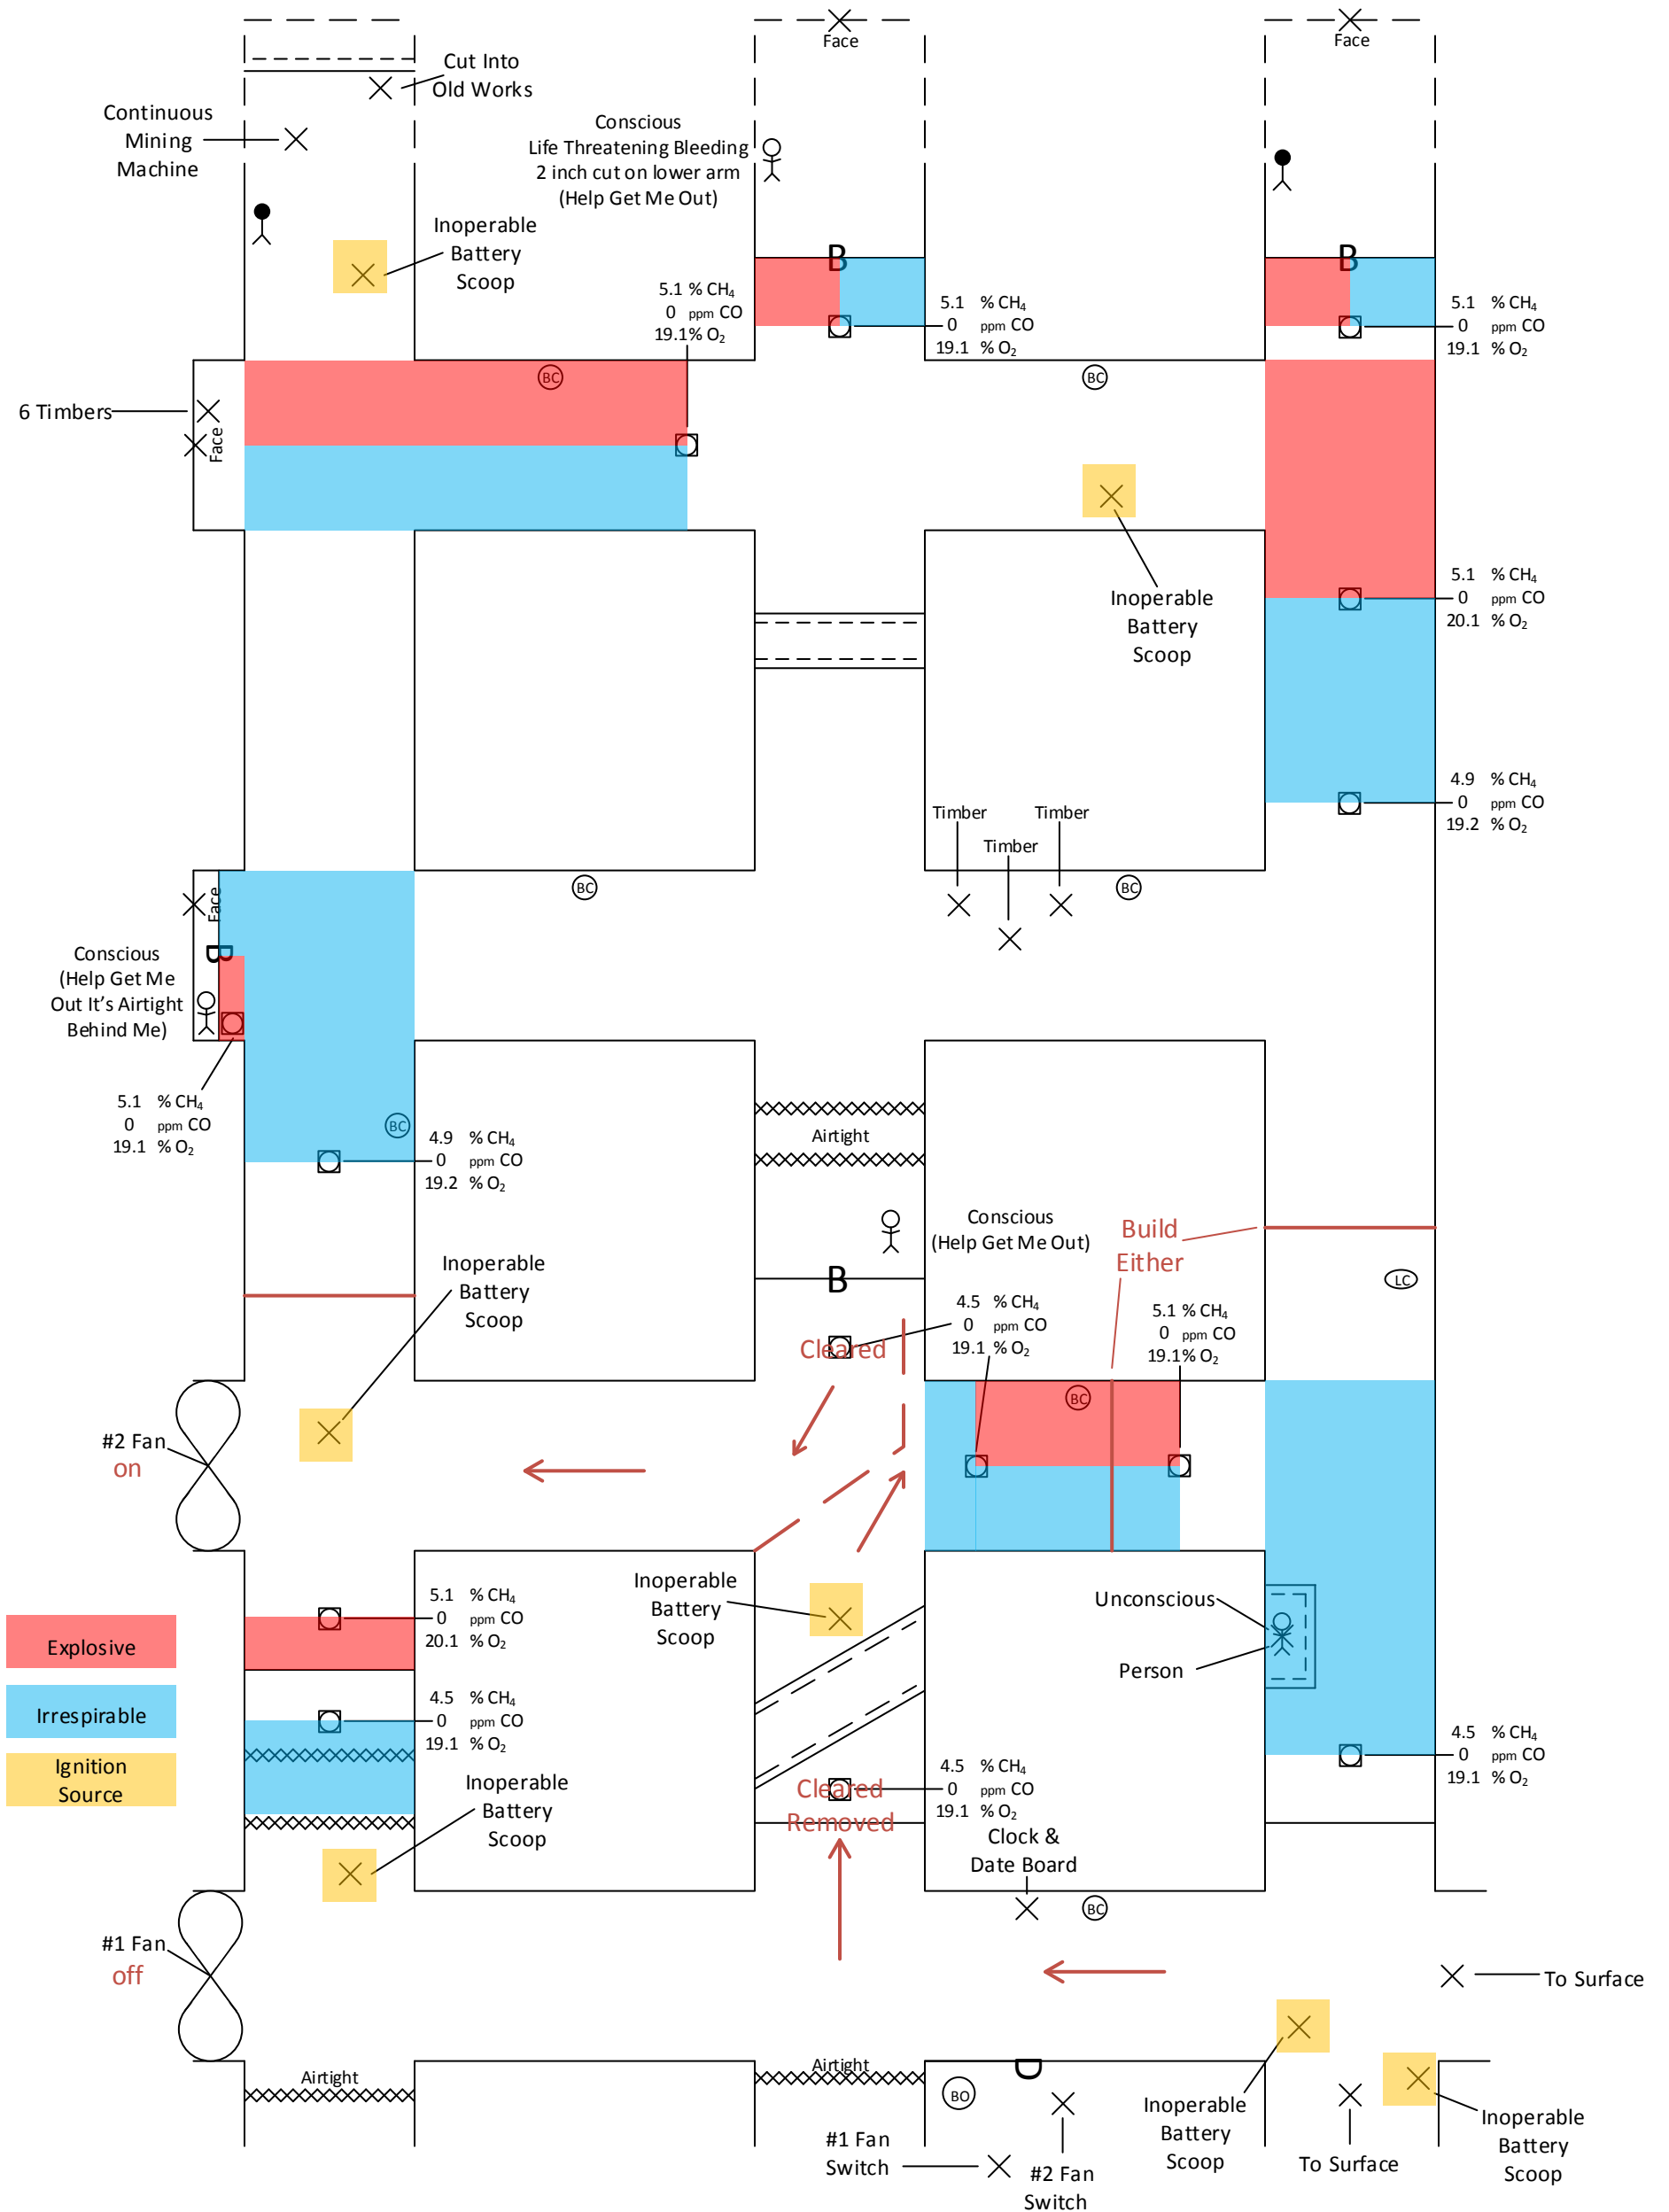 Face
Face
Cut Into
Old Works
Continuous
Mining
Machine
Conscious
Life Threatening Bleeding
2 inch cut on lower arm
(Help Get Me Out)
Inoperable
Battery
Scoop
B
B
5.1 % CH₄
0 ppm CO
19.1% O₂
5.1 % CH₄
0 ppm CO
19.1 % O₂
5.1 % CH₄
0 ppm CO
19.1 % O₂
BC
BC
6 Timbers
Face
Inoperable
Battery
Scoop
5.1 % CH₄
0 ppm CO
20.1 % O₂
4.9 % CH₄
0 ppm CO
19.2 % O₂
Timber
Timber
Timber
BC
BC
Face
B
Conscious
(Help Get Me
Out It's Airtight
Behind Me)
5.1 % CH₄
0 ppm CO
19.1 % O₂
BC
4.9 % CH₄
0 ppm CO
19.2 % O₂
Airtight
Conscious
(Help Get Me Out)
Build
Either
B
LC
Inoperable
Battery
Scoop
4.5 % CH₄
0 ppm CO
19.1 % O₂
5.1 % CH₄
0 ppm CO
19.1% O₂
Cleared
BC
#2 Fan
on
5.1 % CH₄
0 ppm CO
20.1 % O₂
Inoperable
Battery
Scoop
Unconscious
Person
Explosive
Irrespirable
Ignition
Source
4.5 % CH₄
0 ppm CO
19.1 % O₂
4.5 % CH₄
0 ppm CO
19.1 % O₂
4.5 % CH₄
0 ppm CO
19.1 % O₂
Inoperable
Battery
Scoop
Cleared
Removed
Clock &
Date Board
BC
#1 Fan
off
To Surface
Airtight
Airtight
D
BO
#1 Fan
Switch
#2 Fan
Switch
Inoperable
Battery
Scoop
To Surface
Inoperable
Battery
Scoop